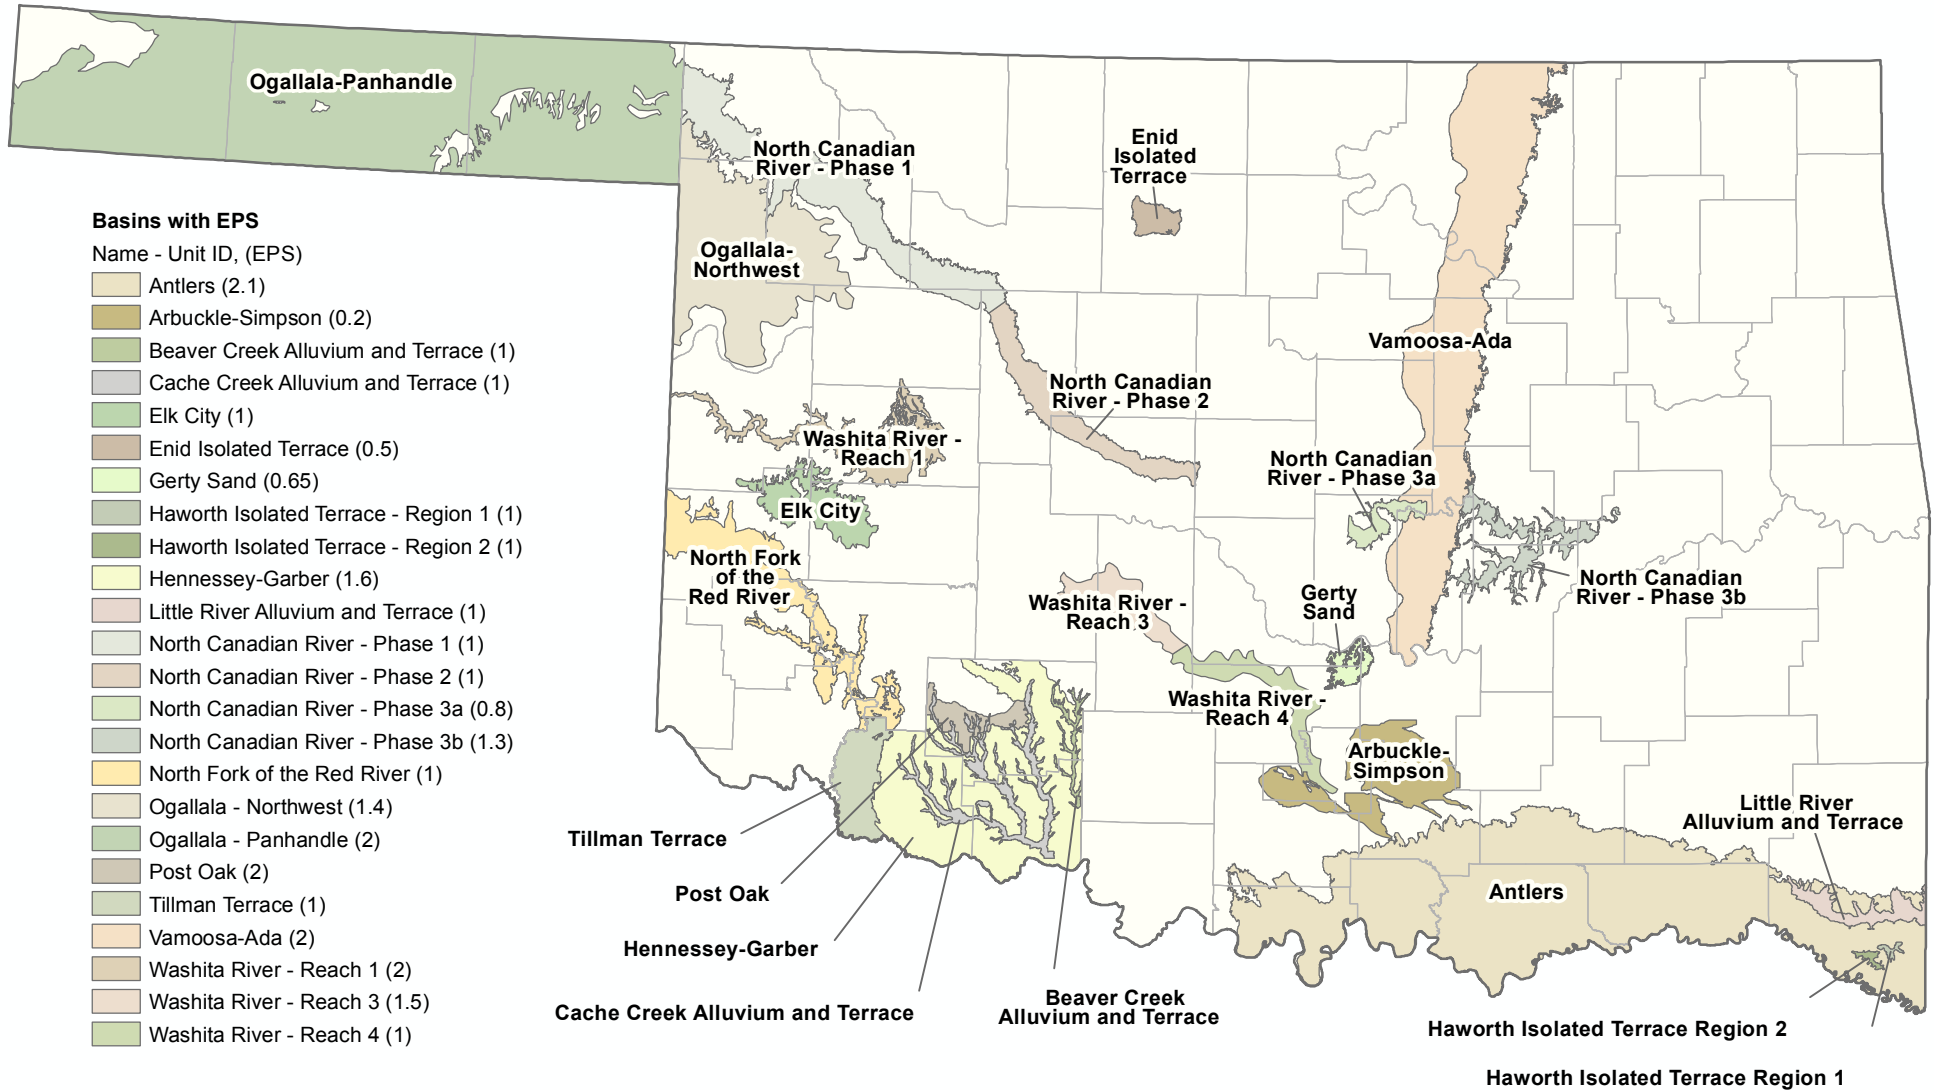 Ogallala-Panhandle
North Canadian
River - Phase 1
Enid
Isolated
Terrace
Ogallala-
Northwest
Vamoosa-Ada
North Canadian
River - Phase 2
Washita River -
Reach 1
North Canadian
River - Phase 3a
Elk City
North Fork
of the
Red River
North Canadian
River - Phase 3b
Washita River -
Reach 3
Gerty
Sand
Washita River -
Reach 4
Arbuckle-
Simpson
Little River
Alluvium and Terrace
Tillman Terrace
Post Oak
Antlers
Hennessey-Garber
Cache Creek Alluvium and Terrace
Beaver Creek
Alluvium and Terrace
Haworth Isolated Terrace Region 2
Haworth Isolated Terrace Region 1
Basins with EPS
Name - Unit ID, (EPS)
Antlers (2.1)
Arbuckle-Simpson (0.2)
Beaver Creek Alluvium and Terrace (1)
Cache Creek Alluvium and Terrace (1)
Elk City (1)
Enid Isolated Terrace (0.5)
Gerty Sand (0.65)
Haworth Isolated Terrace - Region 1 (1)
Haworth Isolated Terrace - Region 2 (1)
Hennessey-Garber (1.6)
Little River Alluvium and Terrace (1)
North Canadian River - Phase 1 (1)
North Canadian River - Phase 2 (1)
North Canadian River - Phase 3a (0.8)
North Canadian River - Phase 3b (1.3)
North Fork of the Red River (1)
Ogallala - Northwest (1.4)
Ogallala - Panhandle (2)
Post Oak (2)
Tillman Terrace (1)
Vamoosa-Ada (2)
Washita River - Reach 1 (2)
Washita River - Reach 3 (1.5)
Washita River - Reach 4 (1)